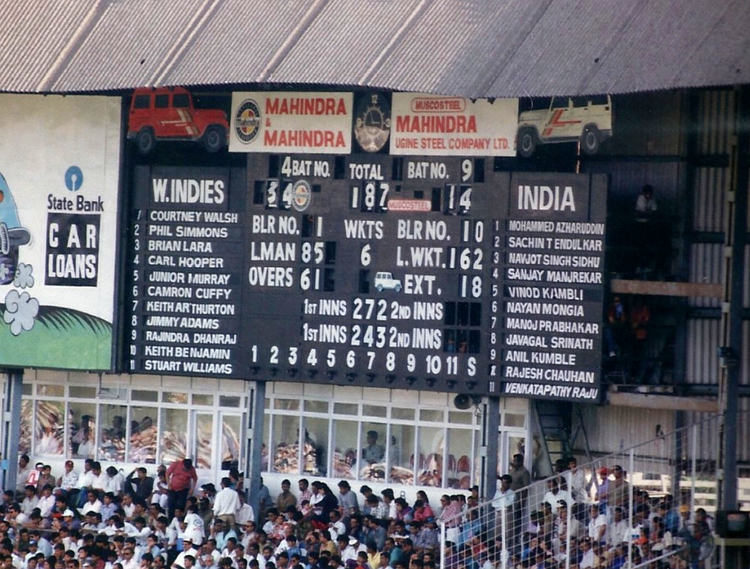 MAHINDRA
&
MAHINDRA
Mahindra
MUSCOSTEEL
MAHINDRA
UGINE STEEL COMPANY LTD.
State Bank
CAR
LOANS
W.INDIES
1 COURTNEY WALSH
2 PHIL SIMMONS
3 BRIAN LARA
4 CARL HOOPER
5 JUNIOR MURRAY
6 CAMRON CUFFY
7 KEITH ARTHURTON
8 JIMMY ADAMS
9 RAJINDRA DHANRAJ
10 KEITH BENJAMIN
11 STUART WILLIAMS
4 BAT NO. TOTAL BAT NO. 9
34 187 MUSCOSTEEL 14
BLR NO. 1 WKTS BLR NO. 10
LMAN 85 6 L.WKT. 162
OVERS 61 EXT. 18
1ST INNS 272 2ND INNS
1ST INNS 243 2ND INNS
1 2 3 4 5 6 7 8 9 10 11 S
INDIA
1 MOHAMMED AZHARUDDIN
2 SACHIN TENDULKAR
3 NAVJOT SINGH SIDHU
4 SANJAY MANJREKAR
5 VINOD KAMBLI
6 NAYAN MONGIA
7 MANOJ PRABHAKAR
8 JAVAGAL SRINATH
9 ANIL KUMBLE
10 RAJESH CHAUHAN
11 VENKATAPATHY RAJU